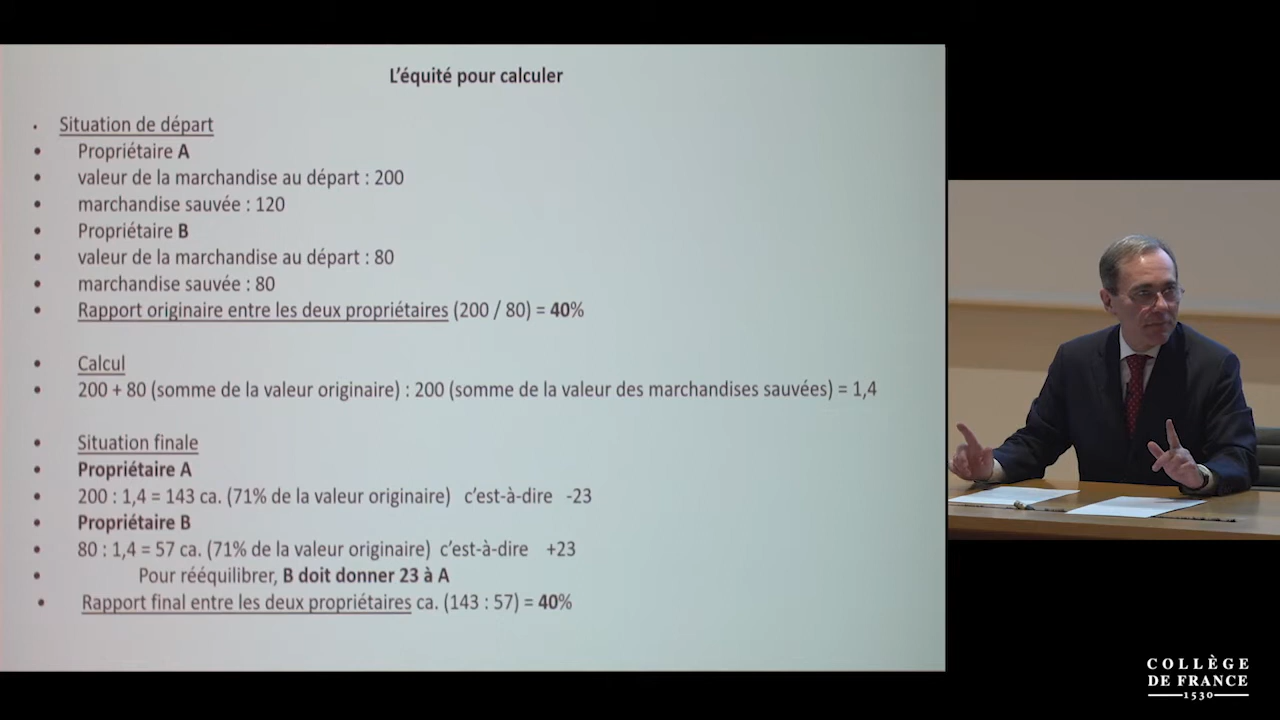 L'équité pour calculer
• Situation de départ
• Propriétaire A
• valeur de la marchandise au départ : 200
• marchandise sauvée : 120
• Propriétaire B
• valeur de la marchandise au départ : 80
• marchandise sauvée : 80
• Rapport originaire entre les deux propriétaires (200 / 80) = 40%
• Calcul
• 200 + 80 (somme de la valeur originaire) : 200 (somme de la valeur des marchandises sauvées) = 1,4
• Situation finale
• Propriétaire A
• 200 : 1,4 = 143 ca. (71% de la valeur originaire) c'est-à-dire -23
• Propriétaire B
• 80 : 1,4 = 57 ca. (71% de la valeur originaire) c'est-à-dire +23
• Pour rééquilibrer, B doit donner 23 à A
• Rapport final entre les deux propriétaires ca. (143 : 57) = 40%
COLLÈGE
DE FRANCE
1530